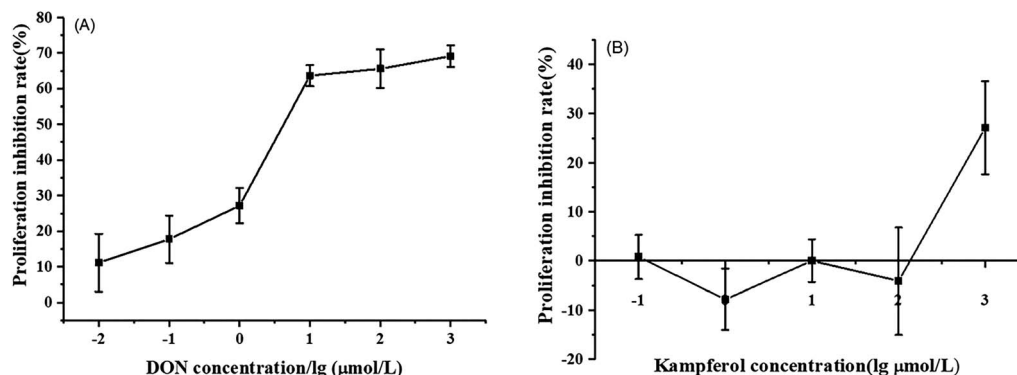 (A)
Proliferation inhibition rate(%)
80
70
60
50
40
30
20
10
0
-2 -1 0 1 2 3
DON concentration/lg (μmol/L)
(B)
Proliferation inhibition rate(%)
40
30
20
10
0
-10
-20
-1 1 2 3
Kampferol concentration(lg μmol/L)